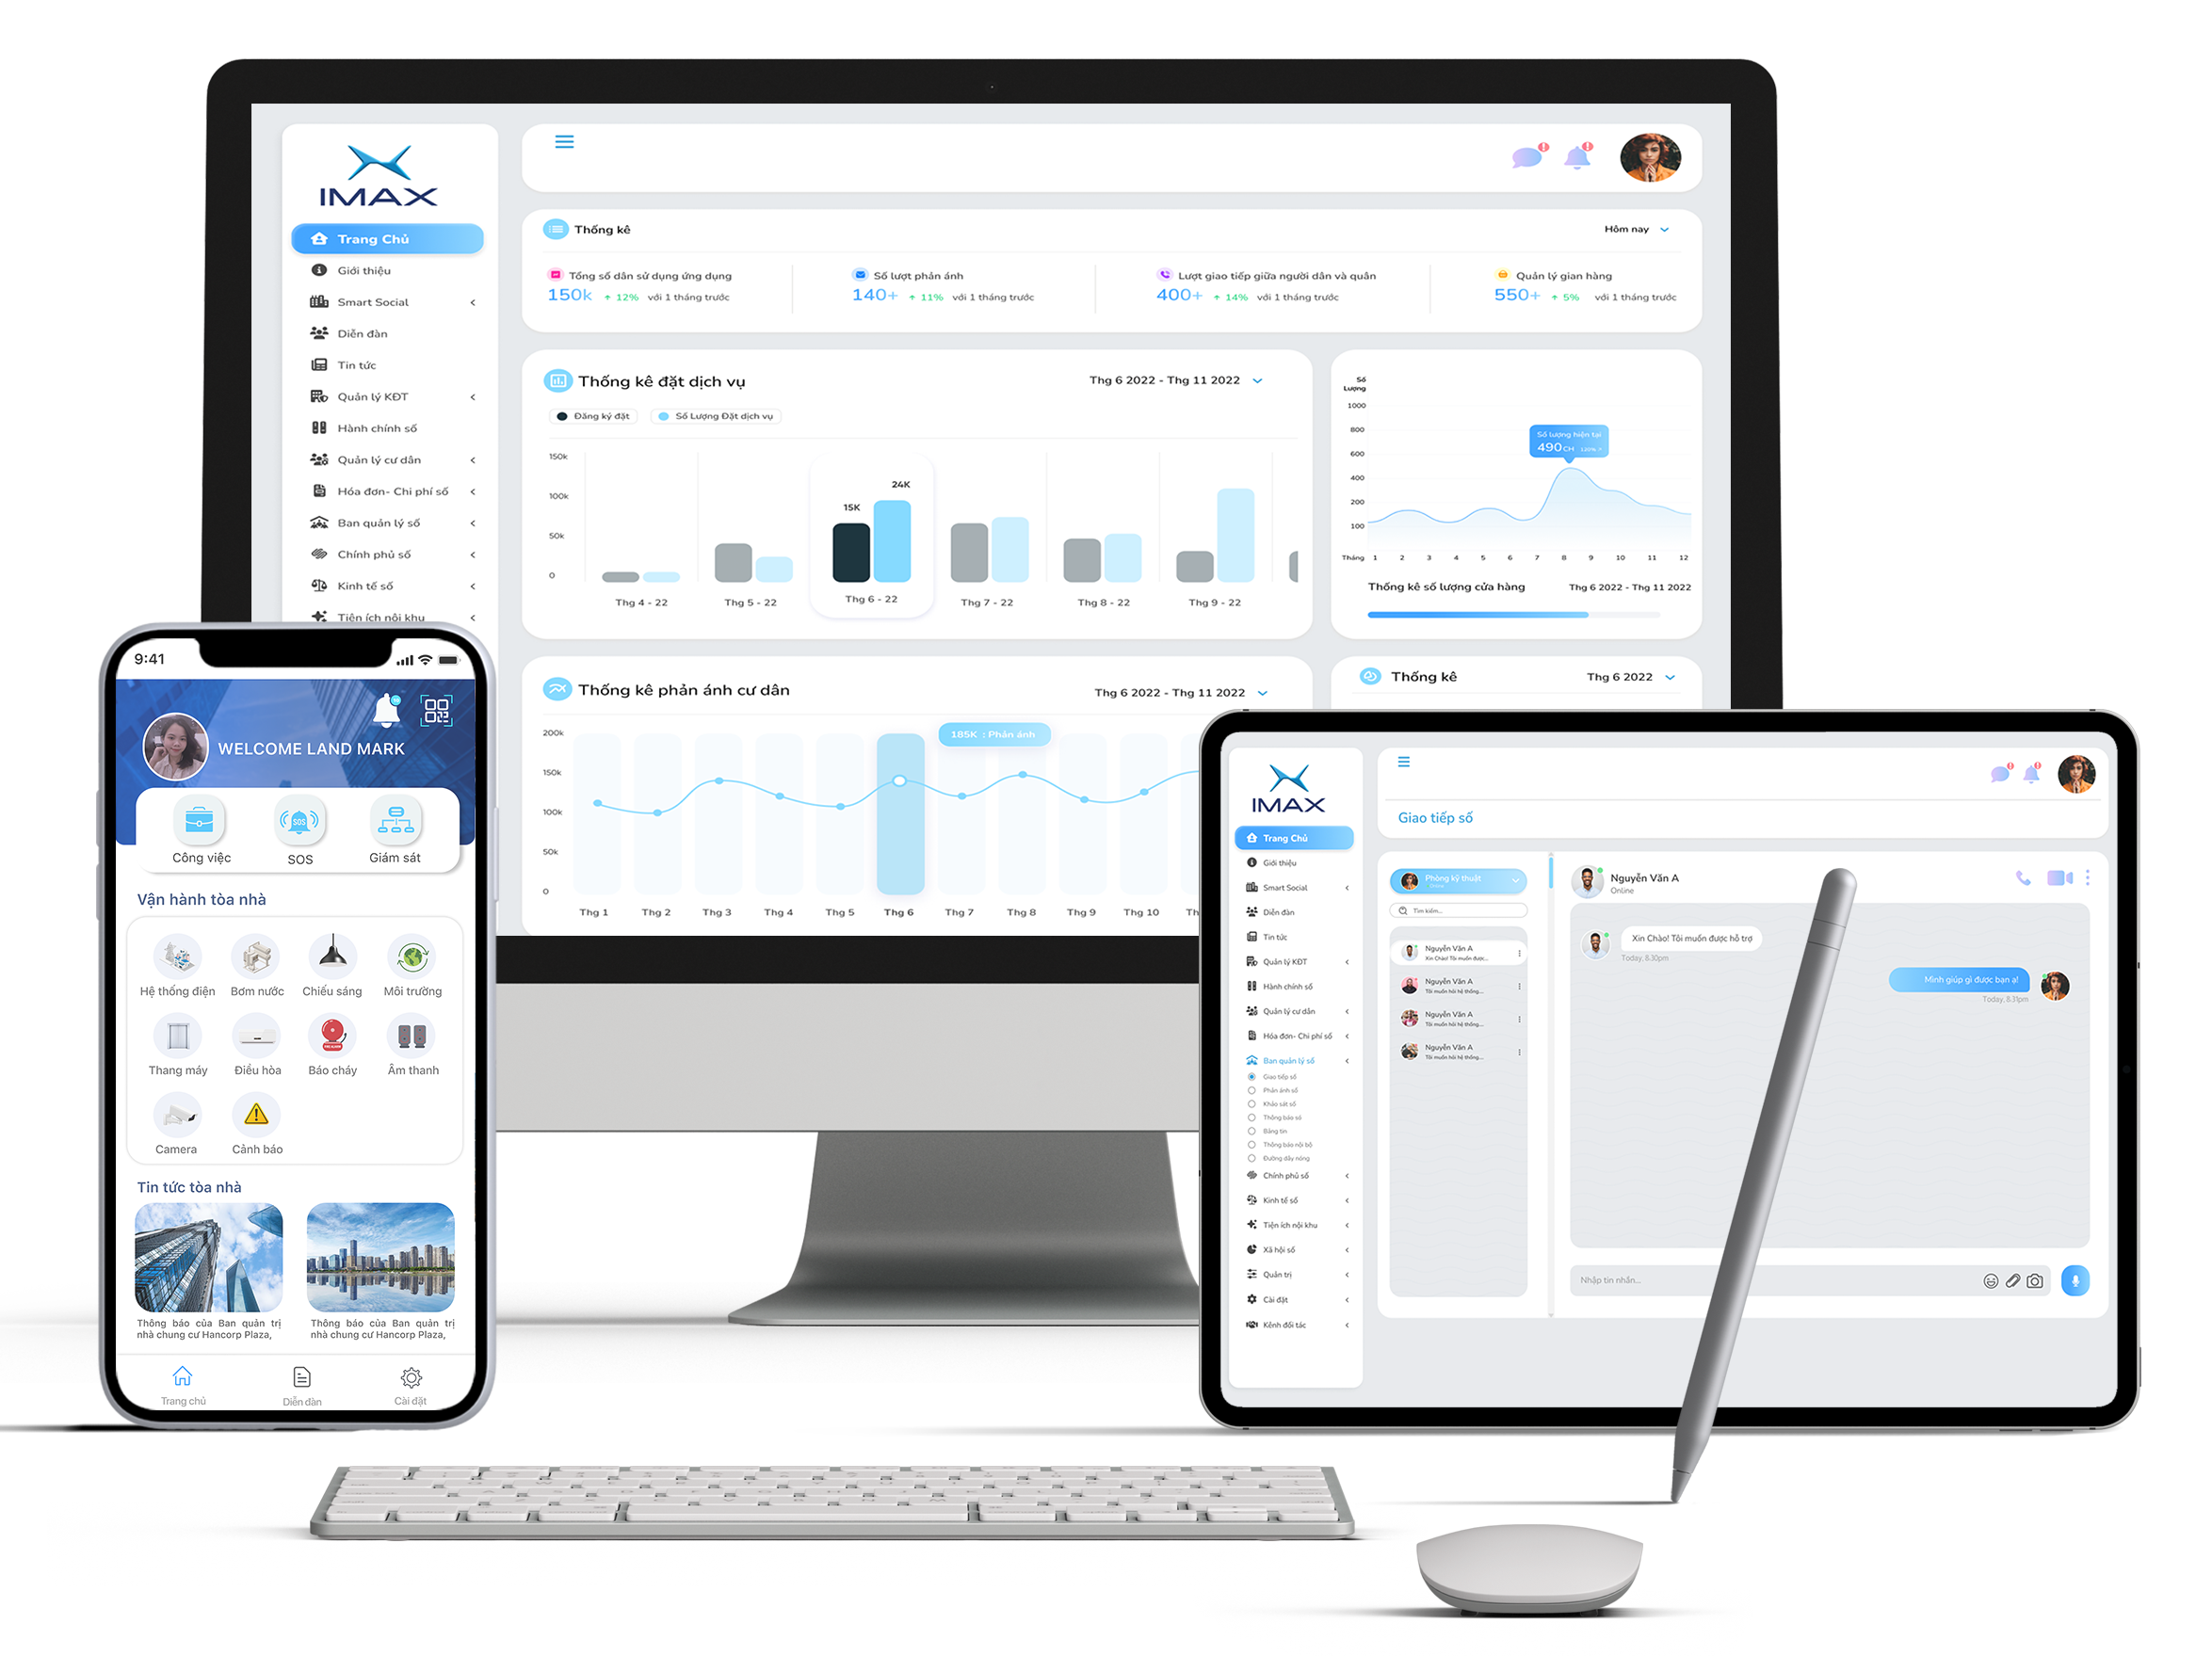 IMAX
Trang Chủ
Giới thiệu
Smart Social
Diễn đàn
Tin tức
Quản lý KĐT
Hành chính số
Quản lý cư dân
Hóa đơn- Chi phí số
Ban quản lý số
Chính phủ số
Kinh tế số
Tiện ích nội khu
Thống kê
Hôm nay
Tổng số dân sử dụng ứng dụng
150k + 12% với 1 tháng trước
Số lượt phản ánh
140+ + 11% với 1 tháng trước
Lượt giao tiếp giữa người dân và quân
400+ + 14% với 1 tháng trước
Quản lý gian hàng
550+ + 5% với 1 tháng trước
Thống kê đặt dịch vụ
Thg 6 2022 - Thg 11 2022
Đăng ký đặt
Số Lượng Đặt dịch vụ
150k
100k
50k
0
15K
24K
Thg 4 - 22
Thg 5 - 22
Thg 6 - 22
Thg 7 - 22
Thg 8 - 22
Thg 9 - 22
Số
Lượng
1000
800
600
400
200
100
Số lượng hiện tại
490CH 120%
Tháng 1 2 3 4 5 6 7 8 9 10 11 12
Thống kê số lượng cửa hàng
Thg 6 2022 - Thg 11 2022
Thống kê phản ánh cư dân
Thg 6 2022 - Thg 11 2022
200k
150k
100k
50k
0
185K : Phản ánh
Thg 1 Thg 2 Thg 3 Thg 4 Thg 5 Thg 6 Thg 7 Thg 8 Thg 9 Thg 10 Th
Thống kê
Thg 6 2022
9:41
WELCOME LAND MARK
Công việc
SOS
SOS
Giám sát
Vận hành tòa nhà
Hệ thống điện
Bơm nước
Chiếu sáng
Môi trường
Thang máy
Điều hòa
Báo cháy
Âm thanh
Camera
Cảnh báo
Tin tức tòa nhà
Thông báo của Ban quản trị
nhà chung cư Hancorp Plaza,
Thông báo của Ban quản trị
nhà chung cư Hancorp Plaza,
Trang chủ
Diễn đàn
Cài đặt
IMAX
Trang Chủ
Giới thiệu
Smart Social
Diễn đàn
Tin tức
Quản lý KĐT
Hành chính số
Quản lý cư dân
Hóa đơn- Chi phí số
Ban quản lý số
Giao tiếp số
Phản ánh số
Khảo sát số
Thông báo số
Bảng tin
Thông báo nội bộ
Đường dây nóng
Chính phủ số
Kinh tế số
Tiện ích nội khu
Xã hội số
Quản trị
Cài đặt
Kênh đối tác
Giao tiếp số
Phòng kỹ thuật
Online
Tìm kiếm...
Nguyễn Văn A
Xin Chào! Tôi muốn được...
Nguyễn Văn A
Tôi muốn hỏi hệ thống...
Nguyễn Văn A
Tôi muốn hỏi hệ thống...
Nguyễn Văn A
Tôi muốn hỏi hệ thống...
Nguyễn Văn A
Online
Xin Chào! Tôi muốn được hỗ trợ
Today, 8.30pm
Mình giúp gì được bạn ạ!
Today, 8.31pm
Nhập tin nhắn...